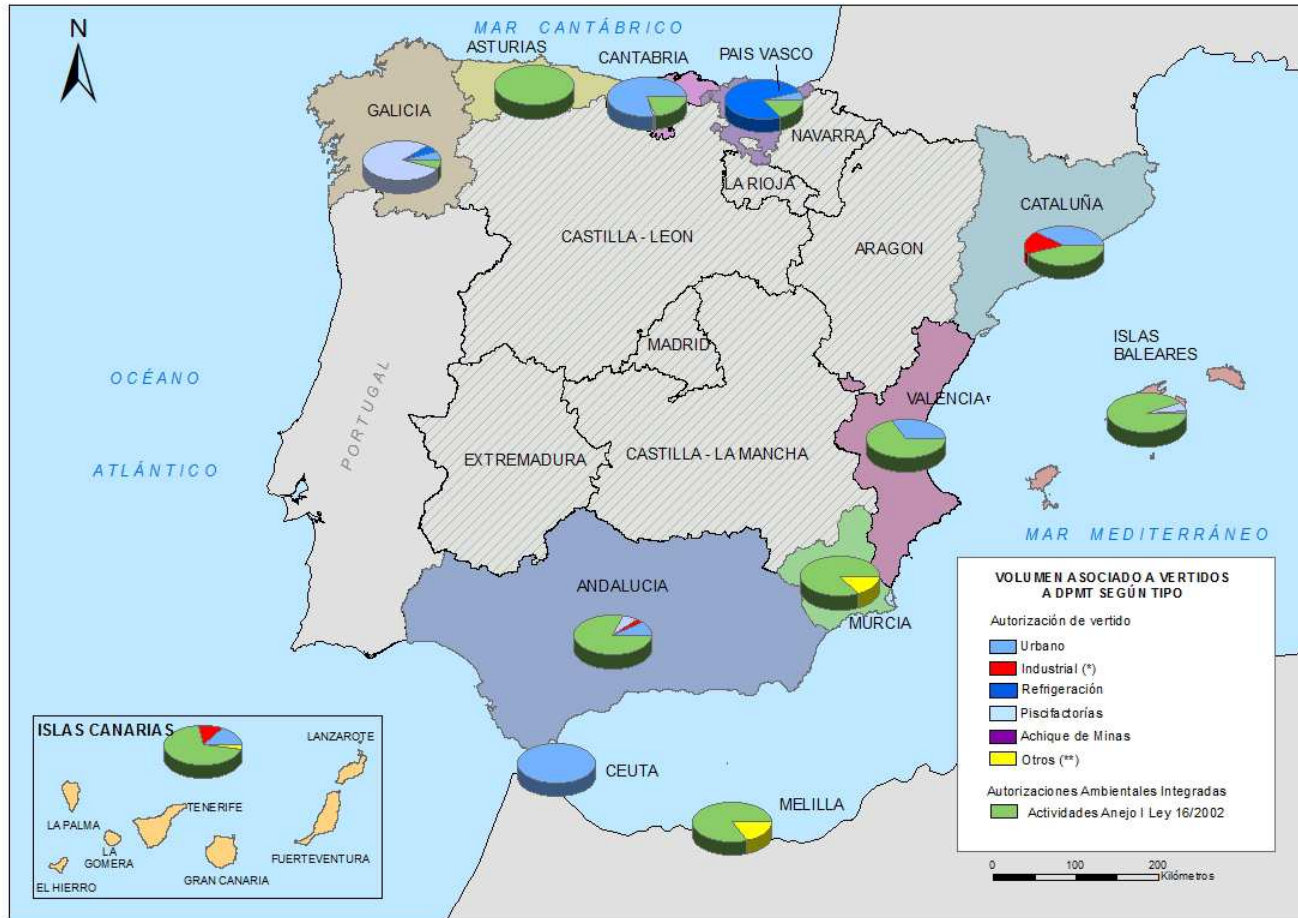 MAR CANTÁBRICO
N
ASTURIAS
CANTABRIA
PAIS VASCO
GALICIA
NAVARRA
LA RIOJA
CATALUÑA
CASTILLA - LEON
ARAGON
MADRID
ISLAS
BALEARES
OCÉANO
ATLÁNTICO
PORTUGAL
VALENCIA
EXTREMADURA
CASTILLA - LA MANCHA
MAR MEDITERRÁNEO
ANDALUCIA
MURCIA
CEUTA
MELILLA
ISLAS CANARIAS
LANZAROTE
LA PALMA
TENERIFE
LA
GOMERA
FUERTEVENTURA
EL HIERRO
GRAN CANARIA
VOLUMEN ASOCIADO A VERTIDOS
A DPMT SEGÚN TIPO
Autorización de vertido
Urbano
Industrial (*)
Refrigeración
Piscifactorías
Achique de Minas
Otros (**)
Autorizaciones Ambientales Integradas
Actividades Anejo I Ley 16/2002
0 100 200
Kilómetros